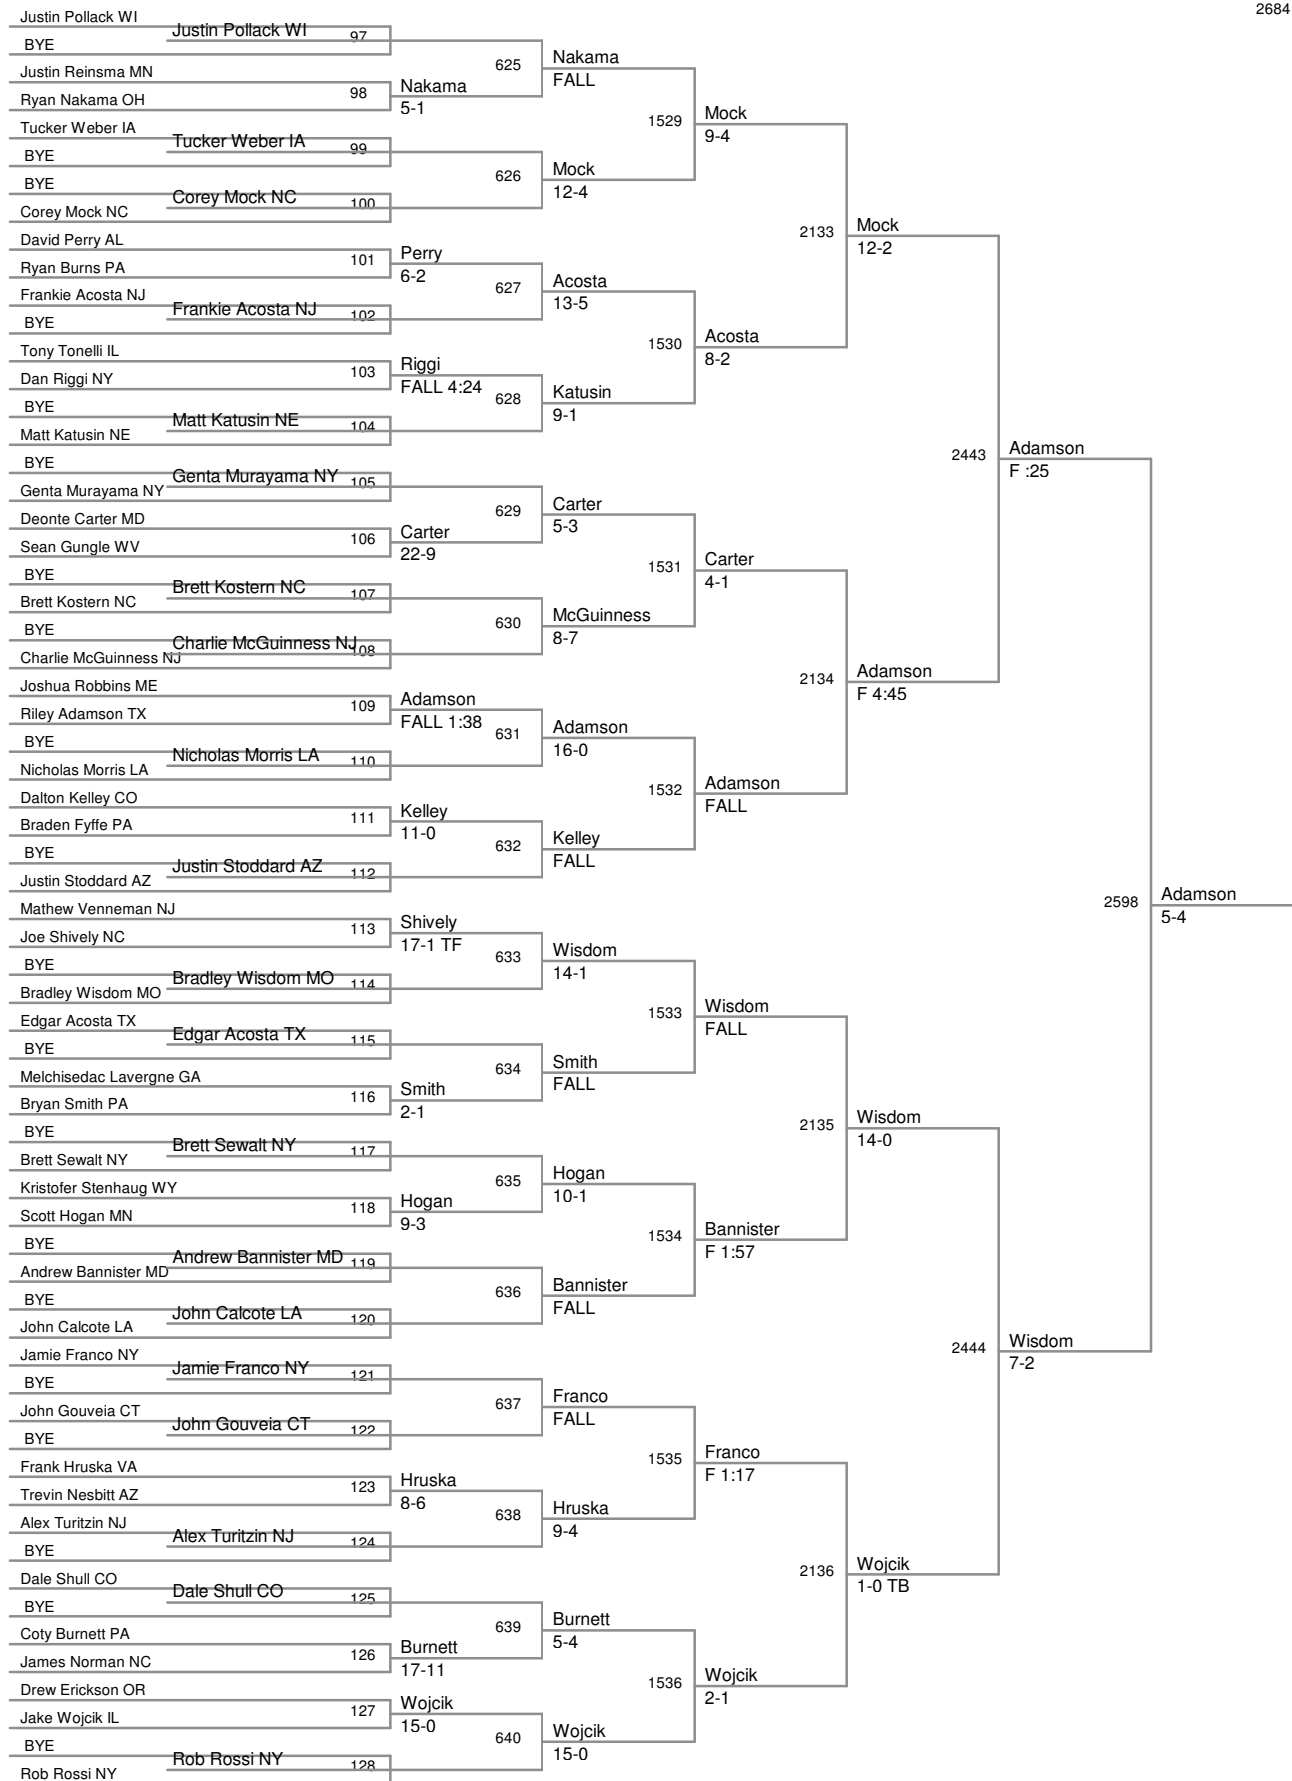 2684
Justin Pollack WI
Justin Pollack WI
97
BYE
625
Nakama
FALL
Justin Reinsma MN
98
Nakama
5-1
Ryan Nakama OH
1529
Mock
9-4
Tucker Weber IA
Tucker Weber IA
99
BYE
626
Mock
12-4
BYE
Corey Mock NC
100
Corey Mock NC
2133
Mock
12-2
David Perry AL
101
Perry
6-2
Ryan Burns PA
627
Acosta
13-5
Frankie Acosta NJ
Frankie Acosta NJ
102
BYE
1530
Acosta
8-2
Tony Tonelli IL
103
Riggi
FALL 4:24
Dan Riggi NY
628
Katusin
9-1
BYE
Matt Katusin NE
104
Matt Katusin NE
2443
Adamson
F :25
BYE
Genta Murayama NY
105
Genta Murayama NY
629
Carter
5-3
Deonte Carter MD
106
Carter
22-9
Sean Gungle WV
1531
Carter
4-1
BYE
Brett Kostern NC
107
Brett Kostern NC
630
McGuinness
8-7
BYE
Charlie McGuinness NJ
108
Charlie McGuinness NJ
2134
Adamson
F 4:45
Joshua Robbins ME
109
Adamson
FALL 1:38
Riley Adamson TX
631
Adamson
16-0
BYE
Nicholas Morris LA
110
Nicholas Morris LA
1532
Adamson
FALL
Dalton Kelley CO
111
Kelley
11-0
Braden Fyffe PA
632
Kelley
FALL
BYE
Justin Stoddard AZ
112
Justin Stoddard AZ
2598
Adamson
5-4
Mathew Venneman NJ
113
Shively
17-1 TF
Joe Shively NC
633
Wisdom
14-1
BYE
Bradley Wisdom MO
114
Bradley Wisdom MO
1533
Wisdom
FALL
Edgar Acosta TX
Edgar Acosta TX
115
BYE
634
Smith
FALL
Melchisedac Lavergne GA
116
Smith
2-1
Bryan Smith PA
2135
Wisdom
14-0
BYE
Brett Sewalt NY
117
Brett Sewalt NY
635
Hogan
10-1
Kristofer Stenhaug WY
118
Hogan
9-3
Scott Hogan MN
1534
Bannister
F 1:57
BYE
Andrew Bannister MD
119
Andrew Bannister MD
636
Bannister
FALL
BYE
John Calcote LA
120
John Calcote LA
2444
Wisdom
7-2
Jamie Franco NY
Jamie Franco NY
121
BYE
637
Franco
FALL
John Gouveia CT
John Gouveia CT
122
BYE
1535
Franco
F 1:17
Frank Hruska VA
123
Hruska
8-6
Trevin Nesbitt AZ
638
Hruska
9-4
Alex Turitzin NJ
Alex Turitzin NJ
124
BYE
2136
Wojcik
1-0 TB
Dale Shull CO
Dale Shull CO
125
BYE
639
Burnett
5-4
Coty Burnett PA
126
Burnett
17-11
James Norman NC
1536
Wojcik
2-1
Drew Erickson OR
127
Wojcik
15-0
Jake Wojcik IL
640
Wojcik
15-0
BYE
Rob Rossi NY
128
Rob Rossi NY